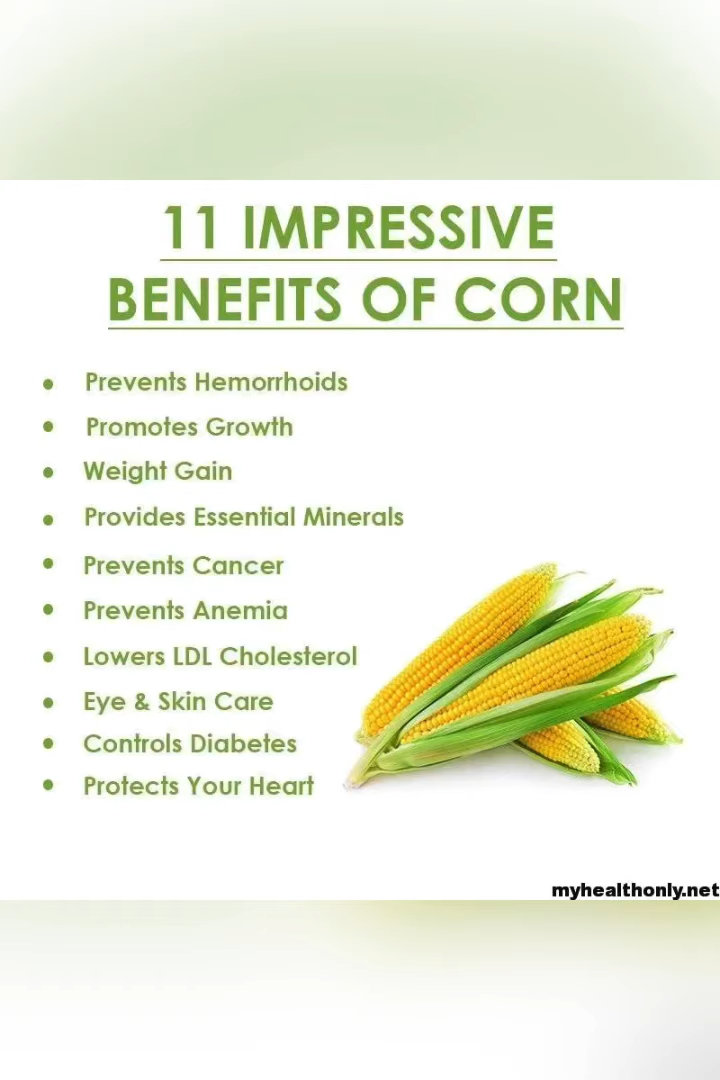 11 IMPRESSIVE
BENEFITS OF CORN
• Prevents Hemorrhoids
• Promotes Growth
• Weight Gain
• Provides Essential Minerals
• Prevents Cancer
• Prevents Anemia
• Lowers LDL Cholesterol
• Eye & Skin Care
• Controls Diabetes
• Protects Your Heart
myhealthonly.net